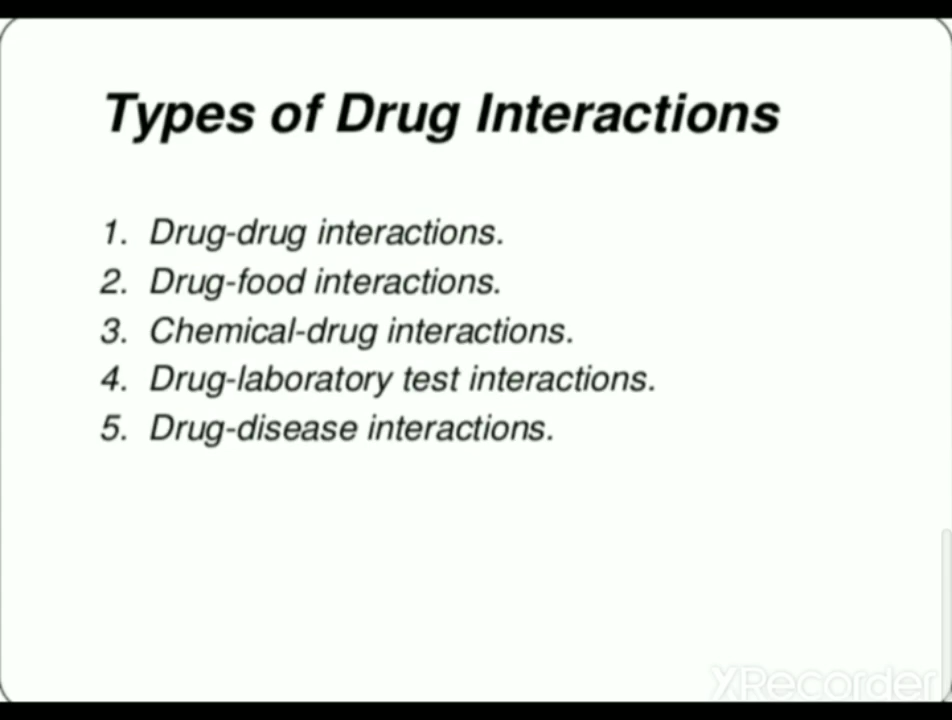 Types of Drug Interactions
1. Drug-drug interactions.
2. Drug-food interactions.
3. Chemical-drug interactions.
4. Drug-laboratory test interactions.
5. Drug-disease interactions.
XRecorder